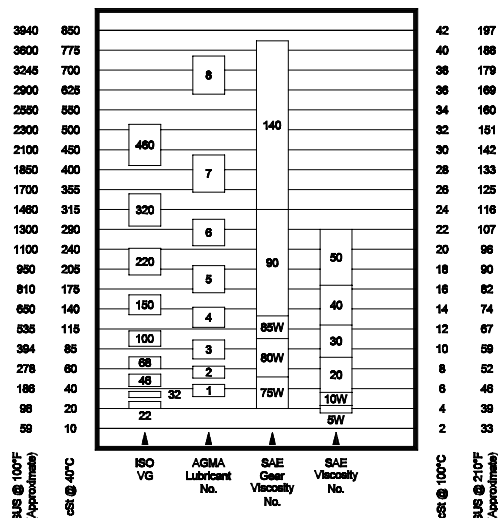 3940 850 42 197
3600 775 40 188
3245 700 8 38 179
2900 625 36 169
2550 550 34 160
2300 500 140 32 151
2100 450 460 30 142
1850 400 7 28 133
1700 355 26 125
1460 315 320 24 116
1300 290 6 22 107
1100 240 220 90 50 20 98
950 205 5 18 90
810 175 16 82
650 140 150 4 40 14 74
535 115 100 85W 30 12 67
394 85 3 10 59
278 60 68 2 80W 20 8 52
186 40 46 32 1 75W 10W 6 46
98 20 22 5W 4 39
59 10 2 33
SUS @ 100°F
(Approximate)
cSt @ 40°C
ISO
VG
AGMA
Lubricant
No.
SAE
Gear
Viscosity
No.
SAE
Viscosity
No.
cSt @ 100°C
SUS @ 210°F
(Approximate)